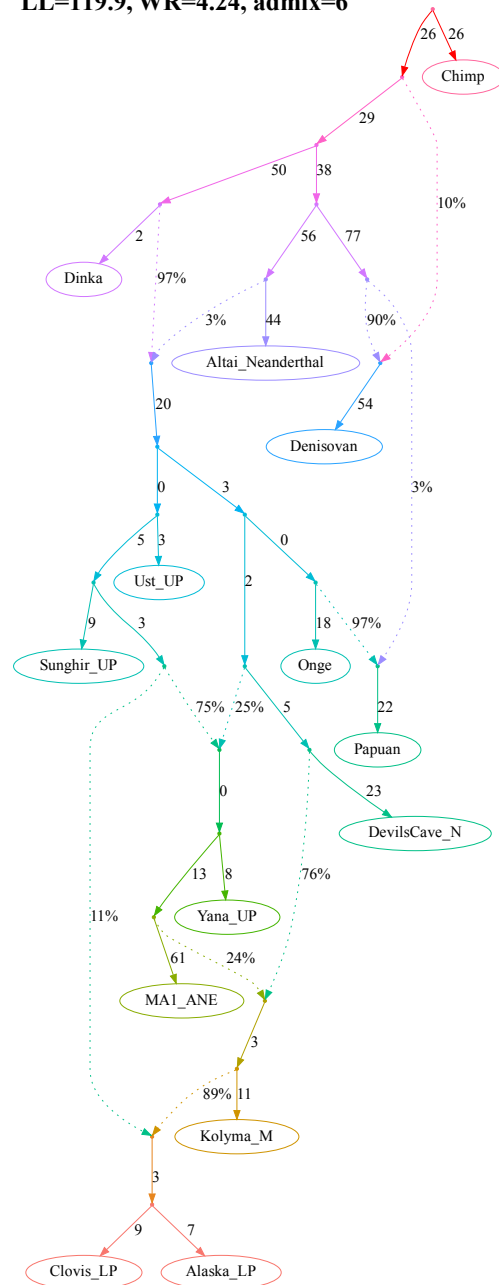 LL=119.9, WR=4.24, admix=6
26 26
Chimp
29
50 38
10%
2 56 77
Dinka
97%
3% 44 90%
Altai_Neanderthal
20
54
Denisovan
0 3
3%
5 3 2 0
Ust_UP
9 3 18 97%
Sunghir_UP Onge
75% 25% 5 22
Papuan
0 23
DevilsCave_N
13 8 76%
11%
Yana_UP
61 24%
MA1_ANE
3
89% 11
Kolyma_M
3
9 7
Clovis_LP Alaska_LP